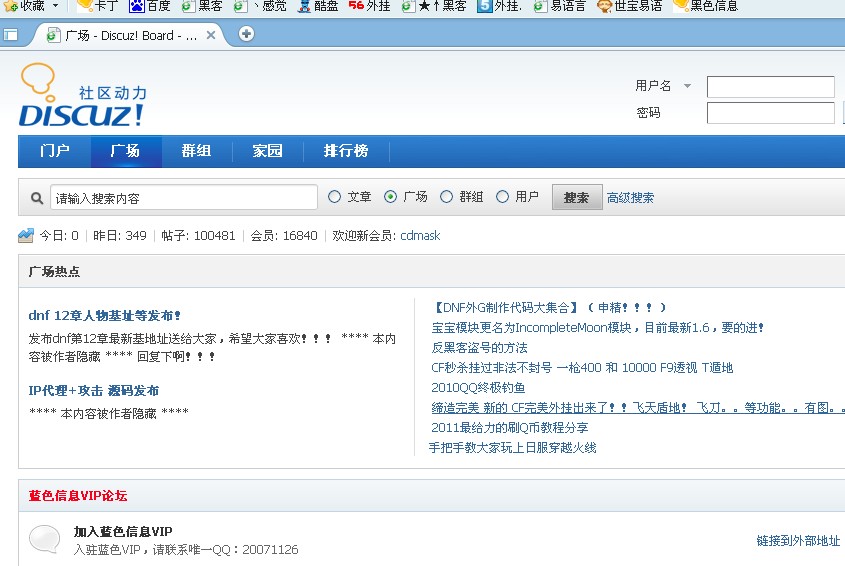 收藏 卡丁 百度 黑客 丶感觉 酷盘 56 外挂 ★↑黑客 5 外挂. 易语言 世宝易语 黑色信息
广场 - Discuz! Board - ...
社区动力
DISCUZ!
用户名
密码
门户 广场 群组 家园 排行榜
请输入搜索内容 文章 广场 群组 用户 搜索 高级搜索
今日: 0 | 昨日: 349 | 帖子: 100481 | 会员: 16840 | 欢迎新会员: cdmask
广场热点
dnf 12章人物基址等发布!
发布dnf第12章最新基地址送给大家，希望大家喜欢！！！ **** 本内
容被作者隐藏 **** 回复下啊！！！
IP代理+攻击 源码发布
**** 本内容被作者隐藏 ****
【DNF外G制作代码大集合】（申精！！！）
宝宝模块更名为IncompleteMoon模块，目前最新1.6，要的进!
反黑客盗号的方法
CF秒杀挂过非法不封号 一枪400 和 10000 F9透视 T遁地
2010QQ终极钓鱼
缔造完美 新的 CF完美外挂出来了！！飞天盾地！ 飞刀。。等功能。。有图。。
2011最给力的刷Q币教程分享
手把手教大家玩上日服穿越火线
蓝色信息VIP论坛
加入蓝色信息VIP
入驻蓝色VIP，请联系唯一QQ：20071126
链接到外部地址